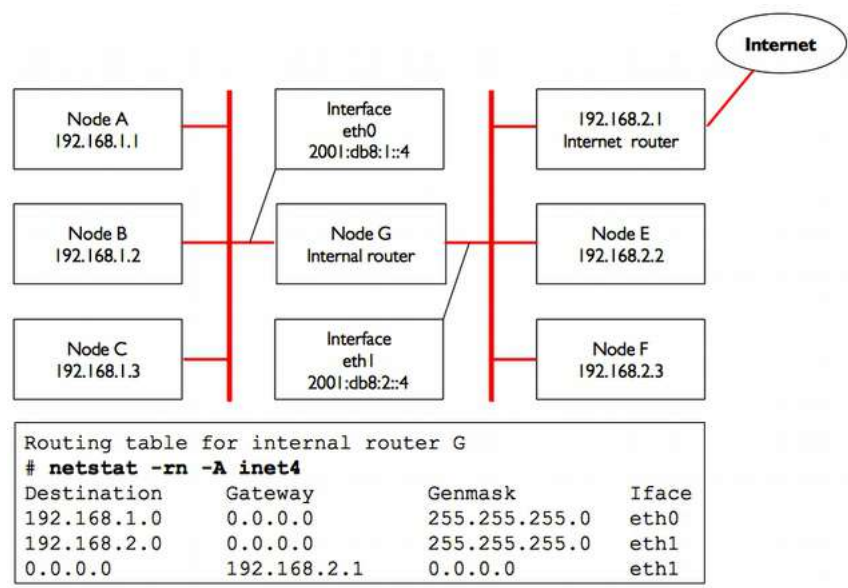 Internet
Node A
192.168.1.1
Interface
eth0
2001:db8:1::4
192.168.2.1
Internet router
Node B
192.168.1.2
Node G
Internal router
Node E
192.168.2.2
Node C
192.168.1.3
Interface
eth1
2001:db8:2::4
Node F
192.168.2.3
Routing table for internal router G
# netstat -rn -A inet4
Destination Gateway Genmask Iface
192.168.1.0 0.0.0.0 255.255.255.0 eth0
192.168.2.0 0.0.0.0 255.255.255.0 eth1
0.0.0.0 192.168.2.1 0.0.0.0 eth1